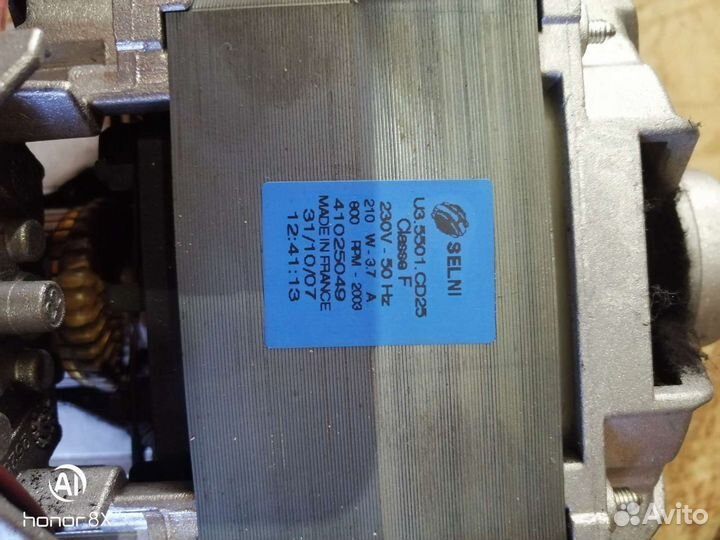 SELNI
U3.5501.CD25
Classe F
230V - 50 Hz
210 W - 3.7 A
600 RPM - 2003
41025049
MADE IN FRANCE
31/10/07
12:41:13
AI
honor 8X
Avito